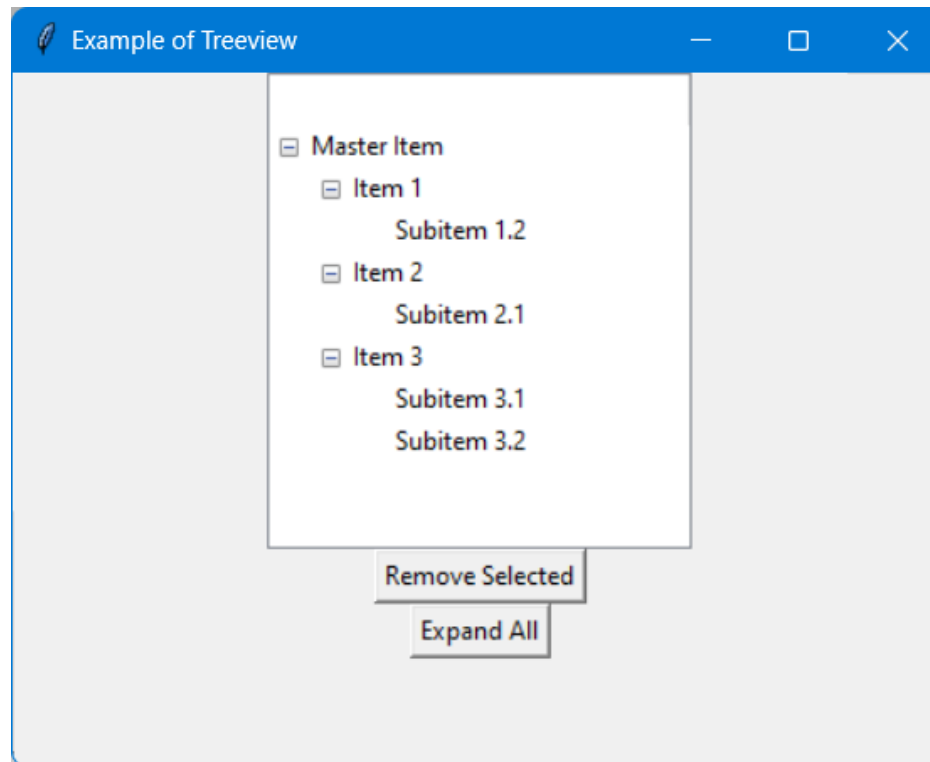 Example of Treeview
Master Item
Item 1
Subitem 1.2
Item 2
Subitem 2.1
Item 3
Subitem 3.1
Subitem 3.2
Remove Selected
Expand All